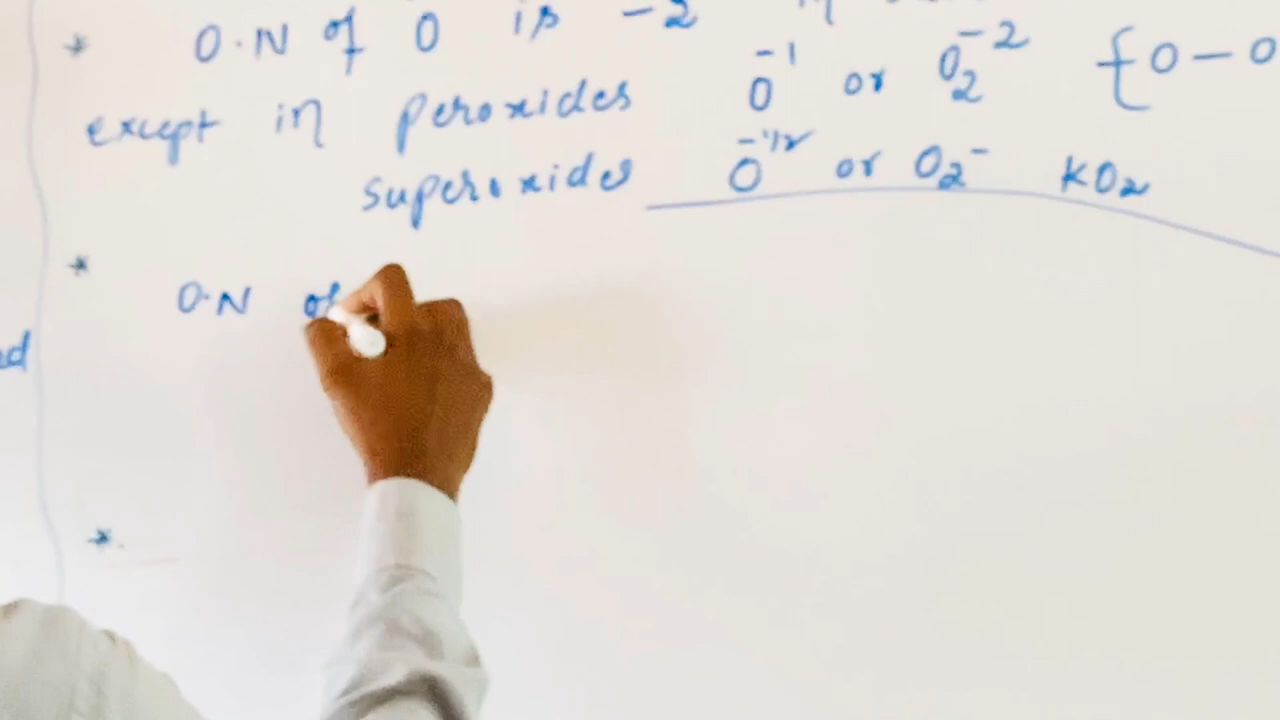 * O.N of O is -2
except in peroxides O⁻¹ or O₂⁻² {O-O
superoxides O⁻¹/² or O₂⁻ KO₂
* O.N of
*